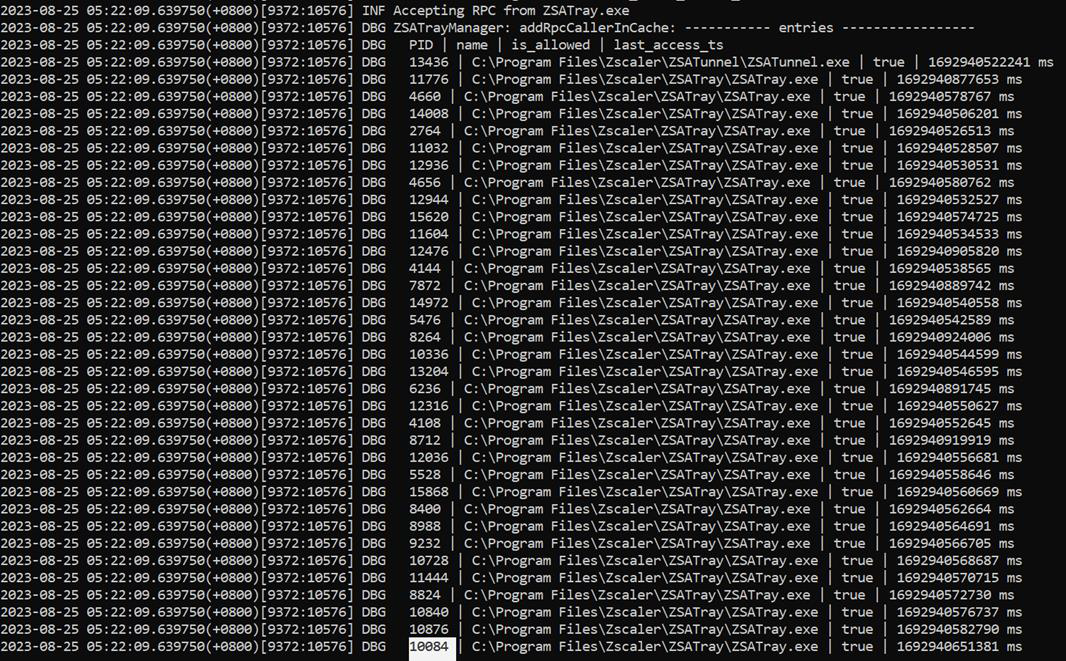 2023-08-25 05:22:09.639750(+0800)[9372:10576] INF Accepting RPC from ZSATray.exe
2023-08-25 05:22:09.639750(+0800)[9372:10576] DBG ZSATrayManager: addRpcCallerInCache: ----------- entries -----------------
2023-08-25 05:22:09.639750(+0800)[9372:10576] DBG   PID | name | is_allowed | last_access_ts
2023-08-25 05:22:09.639750(+0800)[9372:10576] DBG   13436 | C:\Program Files\Zscaler\ZSATunnel\ZSATunnel.exe | true | 1692940522241 ms
2023-08-25 05:22:09.639750(+0800)[9372:10576] DBG   11776 | C:\Program Files\Zscaler\ZSATray\ZSATray.exe | true | 1692940877653 ms
2023-08-25 05:22:09.639750(+0800)[9372:10576] DBG   4660 | C:\Program Files\Zscaler\ZSATray\ZSATray.exe | true | 1692940578767 ms
2023-08-25 05:22:09.639750(+0800)[9372:10576] DBG   14008 | C:\Program Files\Zscaler\ZSATray\ZSATray.exe | true | 1692940506201 ms
2023-08-25 05:22:09.639750(+0800)[9372:10576] DBG   2764 | C:\Program Files\Zscaler\ZSATray\ZSATray.exe | true | 1692940526513 ms
2023-08-25 05:22:09.639750(+0800)[9372:10576] DBG   11032 | C:\Program Files\Zscaler\ZSATray\ZSATray.exe | true | 1692940528507 ms
2023-08-25 05:22:09.639750(+0800)[9372:10576] DBG   12936 | C:\Program Files\Zscaler\ZSATray\ZSATray.exe | true | 1692940530531 ms
2023-08-25 05:22:09.639750(+0800)[9372:10576] DBG   4656 | C:\Program Files\Zscaler\ZSATray\ZSATray.exe | true | 1692940580762 ms
2023-08-25 05:22:09.639750(+0800)[9372:10576] DBG   12944 | C:\Program Files\Zscaler\ZSATray\ZSATray.exe | true | 1692940532527 ms
2023-08-25 05:22:09.639750(+0800)[9372:10576] DBG   15620 | C:\Program Files\Zscaler\ZSATray\ZSATray.exe | true | 1692940574725 ms
2023-08-25 05:22:09.639750(+0800)[9372:10576] DBG   11604 | C:\Program Files\Zscaler\ZSATray\ZSATray.exe | true | 1692940534533 ms
2023-08-25 05:22:09.639750(+0800)[9372:10576] DBG   12476 | C:\Program Files\Zscaler\ZSATray\ZSATray.exe | true | 1692940905820 ms
2023-08-25 05:22:09.639750(+0800)[9372:10576] DBG   4144 | C:\Program Files\Zscaler\ZSATray\ZSATray.exe | true | 1692940538565 ms
2023-08-25 05:22:09.639750(+0800)[9372:10576] DBG   7872 | C:\Program Files\Zscaler\ZSATray\ZSATray.exe | true | 1692940889742 ms
2023-08-25 05:22:09.639750(+0800)[9372:10576] DBG   14972 | C:\Program Files\Zscaler\ZSATray\ZSATray.exe | true | 1692940540558 ms
2023-08-25 05:22:09.639750(+0800)[9372:10576] DBG   5476 | C:\Program Files\Zscaler\ZSATray\ZSATray.exe | true | 1692940542589 ms
2023-08-25 05:22:09.639750(+0800)[9372:10576] DBG   8264 | C:\Program Files\Zscaler\ZSATray\ZSATray.exe | true | 1692940924006 ms
2023-08-25 05:22:09.639750(+0800)[9372:10576] DBG   10336 | C:\Program Files\Zscaler\ZSATray\ZSATray.exe | true | 1692940544599 ms
2023-08-25 05:22:09.639750(+0800)[9372:10576] DBG   13204 | C:\Program Files\Zscaler\ZSATray\ZSATray.exe | true | 1692940546595 ms
2023-08-25 05:22:09.639750(+0800)[9372:10576] DBG   6236 | C:\Program Files\Zscaler\ZSATray\ZSATray.exe | true | 1692940891745 ms
2023-08-25 05:22:09.639750(+0800)[9372:10576] DBG   12316 | C:\Program Files\Zscaler\ZSATray\ZSATray.exe | true | 1692940550627 ms
2023-08-25 05:22:09.639750(+0800)[9372:10576] DBG   4108 | C:\Program Files\Zscaler\ZSATray\ZSATray.exe | true | 1692940552645 ms
2023-08-25 05:22:09.639750(+0800)[9372:10576] DBG   8712 | C:\Program Files\Zscaler\ZSATray\ZSATray.exe | true | 1692940919919 ms
2023-08-25 05:22:09.639750(+0800)[9372:10576] DBG   12036 | C:\Program Files\Zscaler\ZSATray\ZSATray.exe | true | 1692940556681 ms
2023-08-25 05:22:09.639750(+0800)[9372:10576] DBG   5528 | C:\Program Files\Zscaler\ZSATray\ZSATray.exe | true | 1692940558646 ms
2023-08-25 05:22:09.639750(+0800)[9372:10576] DBG   15868 | C:\Program Files\Zscaler\ZSATray\ZSATray.exe | true | 1692940560669 ms
2023-08-25 05:22:09.639750(+0800)[9372:10576] DBG   8400 | C:\Program Files\Zscaler\ZSATray\ZSATray.exe | true | 1692940562664 ms
2023-08-25 05:22:09.639750(+0800)[9372:10576] DBG   8988 | C:\Program Files\Zscaler\ZSATray\ZSATray.exe | true | 1692940564691 ms
2023-08-25 05:22:09.639750(+0800)[9372:10576] DBG   9232 | C:\Program Files\Zscaler\ZSATray\ZSATray.exe | true | 1692940566705 ms
2023-08-25 05:22:09.639750(+0800)[9372:10576] DBG   10728 | C:\Program Files\Zscaler\ZSATray\ZSATray.exe | true | 1692940568687 ms
2023-08-25 05:22:09.639750(+0800)[9372:10576] DBG   11444 | C:\Program Files\Zscaler\ZSATray\ZSATray.exe | true | 1692940570715 ms
2023-08-25 05:22:09.639750(+0800)[9372:10576] DBG   8824 | C:\Program Files\Zscaler\ZSATray\ZSATray.exe | true | 1692940572730 ms
2023-08-25 05:22:09.639750(+0800)[9372:10576] DBG   10840 | C:\Program Files\Zscaler\ZSATray\ZSATray.exe | true | 1692940576737 ms
2023-08-25 05:22:09.639750(+0800)[9372:10576] DBG   10876 | C:\Program Files\Zscaler\ZSATray\ZSATray.exe | true | 1692940582790 ms
2023-08-25 05:22:09.639750(+0800)[9372:10576] DBG   10084 | C:\Program Files\Zscaler\ZSATray\ZSATray.exe | true | 1692940651381 ms